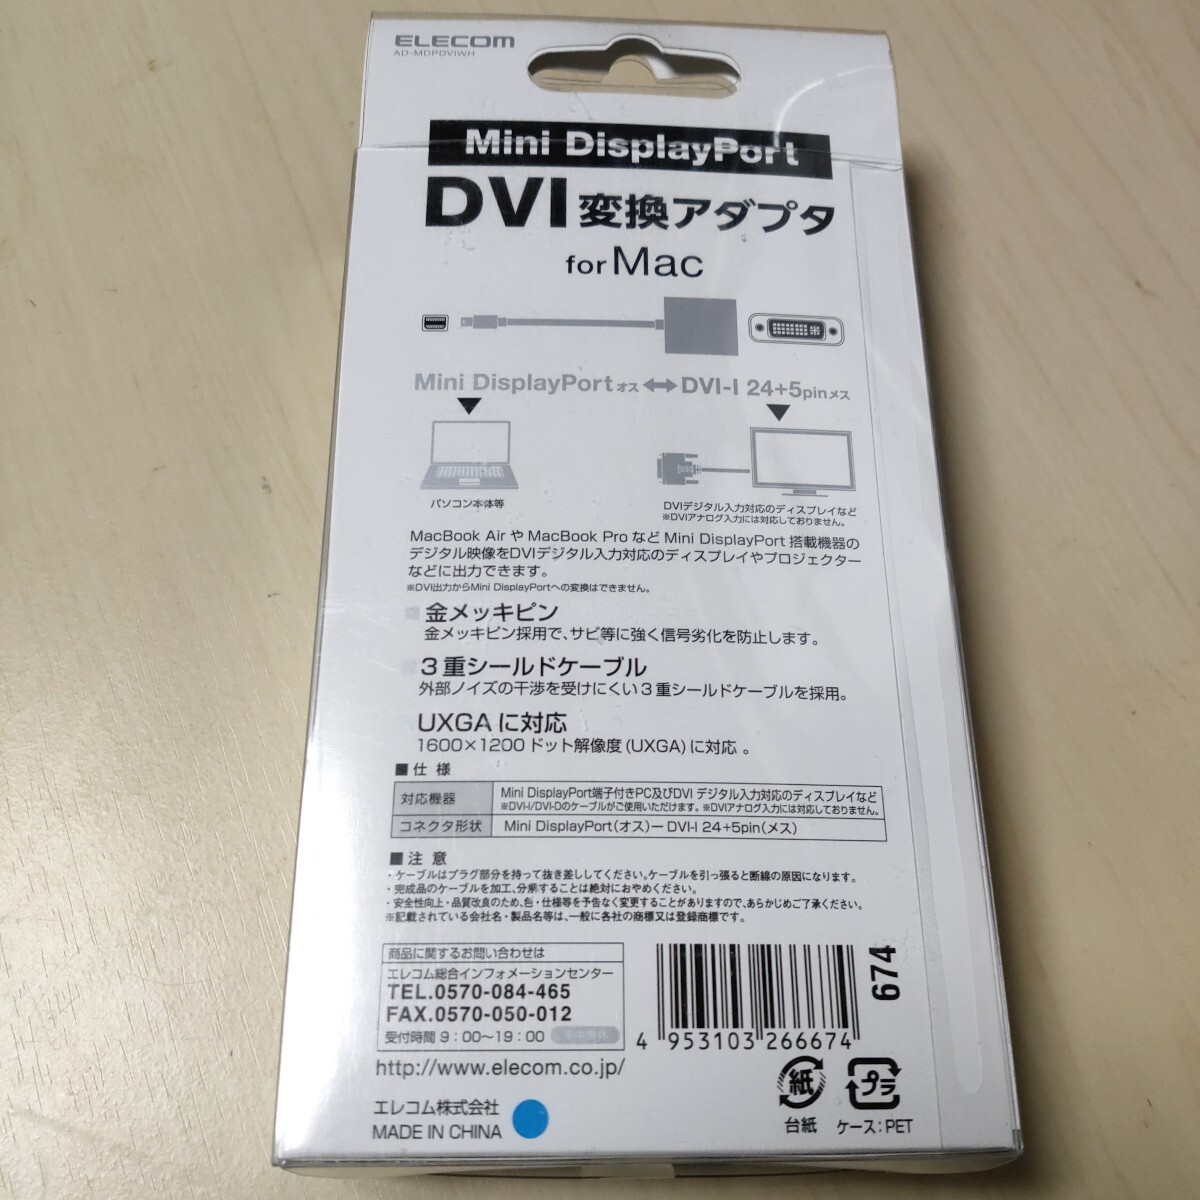 ELECOM
AD-MDPDVIWH
Mini DisplayPort
DVI変換アダプタ
for Mac
Mini DisplayPortオス⟷DVI-I 24+5pinメス
パソコン本体等
DVIデジタル入力対応のディスプレイなど
※DVIアナログ入力には対応しておりません。
MacBook Air や MacBook Pro など Mini DisplayPort 搭載機器の
デジタル映像をDVIデジタル入力対応のディスプレイやプロジェクター
などに出力できます。
※DVI出力からMini DisplayPortへの変換はできません。
金メッキピン
金メッキピン採用で、サビ等に強く信号劣化を防止します。
3重シールドケーブル
外部ノイズの干渉を受けにくい3重シールドケーブルを採用。
UXGA に対応
1600×1200 ドット解像度 (UXGA) に対応 。
■仕 様
対応機器 Mini DisplayPort端子付きPC及びDVI デジタル入力対応のディスプレイなど
※DVI-I/DVI-Dのケーブルがご使用いただけます。※DVIアナログ入力には対応しておりません。
コネクタ形状 Mini DisplayPort(オス)ー DVI-I 24+5pin(メス)
■注 意
・ケーブルはプラグ部分を持って抜き差ししてください。ケーブルを引っ張ると断線の原因になります。
・完成品のケーブルを加工、分解することは絶対におやめください。
・安全性向上・品質改良のため、色・仕様等を予告なく変更することがありますので、あらかじめご了承ください。
※記載されている会社名・製品名等は、一般に各社の商標又は登録商標です。
商品に関するお問い合わせは
エレコム総合インフォメーションセンター
TEL.0570-084-465
FAX.0570-050-012
受付時間 9：00〜19：00 年中無休
http://www.elecom.co.jp/
エレコム株式会社
MADE IN CHINA
674
4 953103 266674
紙
台紙
プラ
ケース:PET